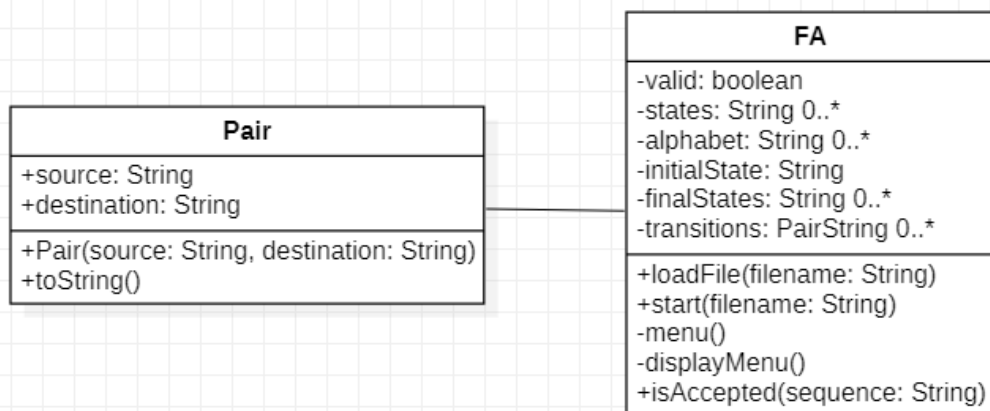 Pair
+source: String
+destination: String
+Pair(source: String, destination: String)
+toString()
FA
-valid: boolean
-states: String 0..*
-alphabet: String 0..*
-initialState: String
-finalStates: String 0..*
-transitions: PairString 0..*
+loadFile(filename: String)
+start(filename: String)
-menu()
-displayMenu()
+isAccepted(sequence: String)